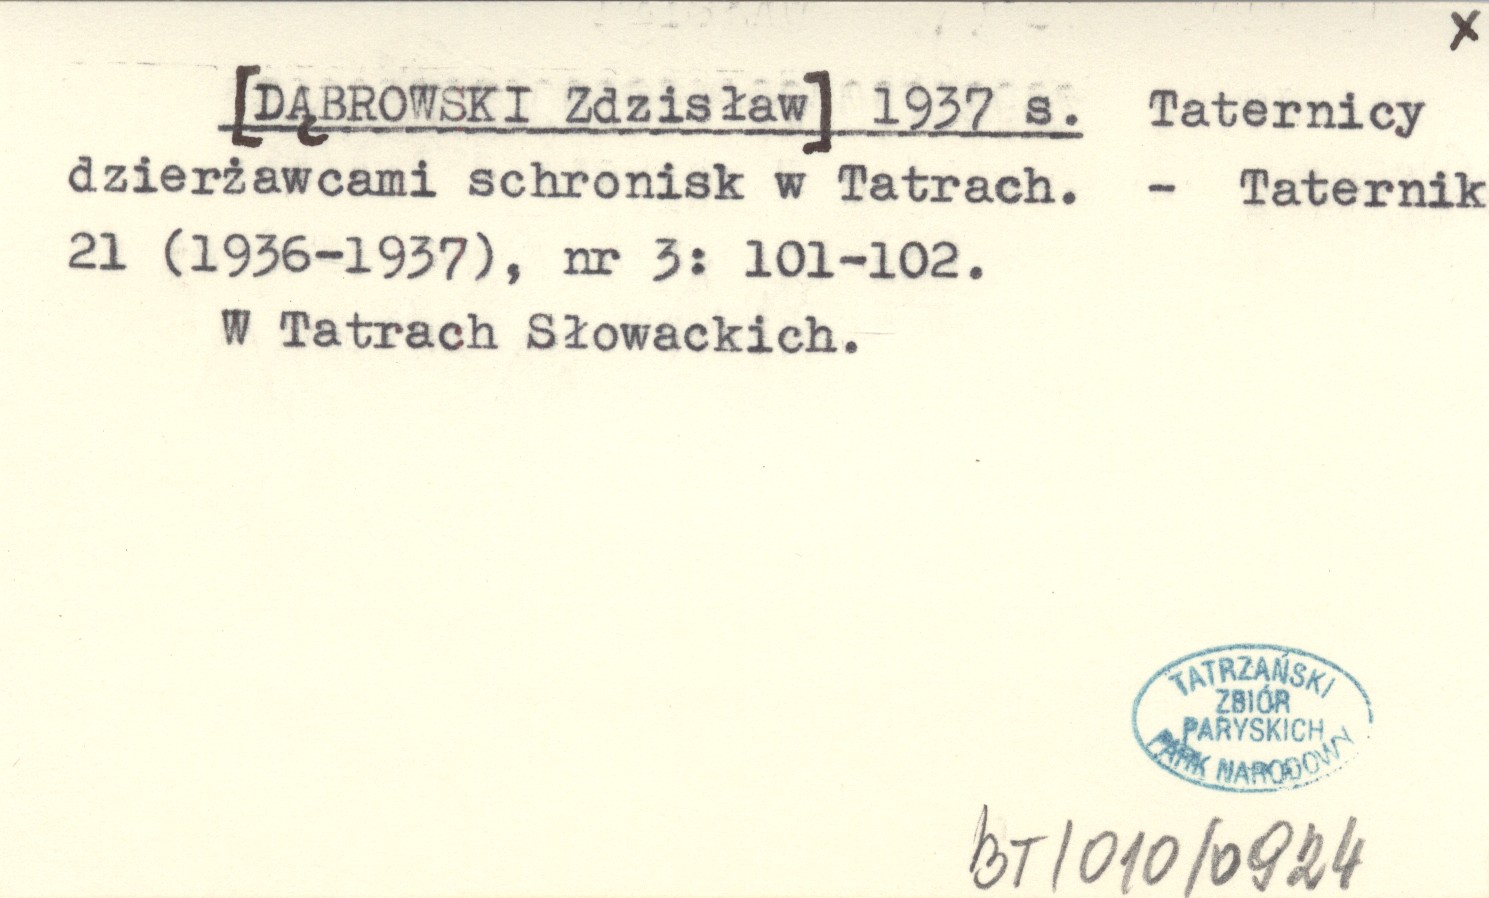 x
[DĄBROWSKI Zdzisław] 1937 s. Taternicy
dzierżawcami schronisk w Tatrach. - Taternik
21 (1936-1937), nr 3: 101-102.
W Tatrach Słowackich.
TATRZAŃSKI
ZBIÓR
PARYSKICH
PARK NARODOWY
BT/010/0924